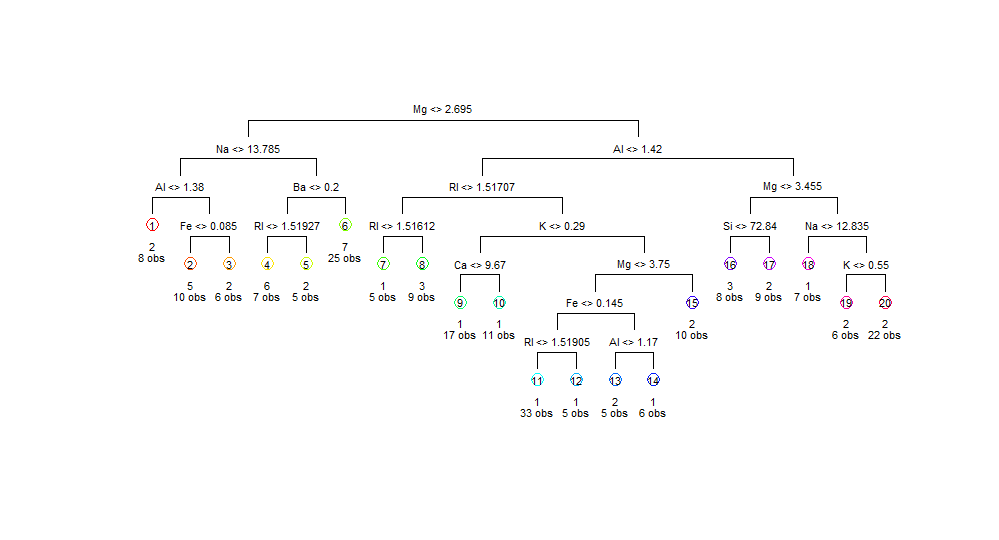 Mg <> 2.695
Na <> 13.785
Al <> 1.42
Al <> 1.38
Ba <> 0.2
RI <> 1.51707
Mg <> 3.455
1
2
8 obs
Fe <> 0.085
RI <> 1.51927
6
7
25 obs
RI <> 1.51612
K <> 0.29
Si <> 72.84
Na <> 12.835
2
5
10 obs
3
2
6 obs
4
6
7 obs
5
2
5 obs
7
1
5 obs
8
3
9 obs
Ca <> 9.67
Mg <> 3.75
16
3
8 obs
17
2
9 obs
18
1
7 obs
K <> 0.55
9
1
17 obs
10
1
11 obs
Fe <> 0.145
15
2
10 obs
19
2
6 obs
20
2
22 obs
RI <> 1.51905
Al <> 1.17
11
1
33 obs
12
1
5 obs
13
2
5 obs
14
1
6 obs